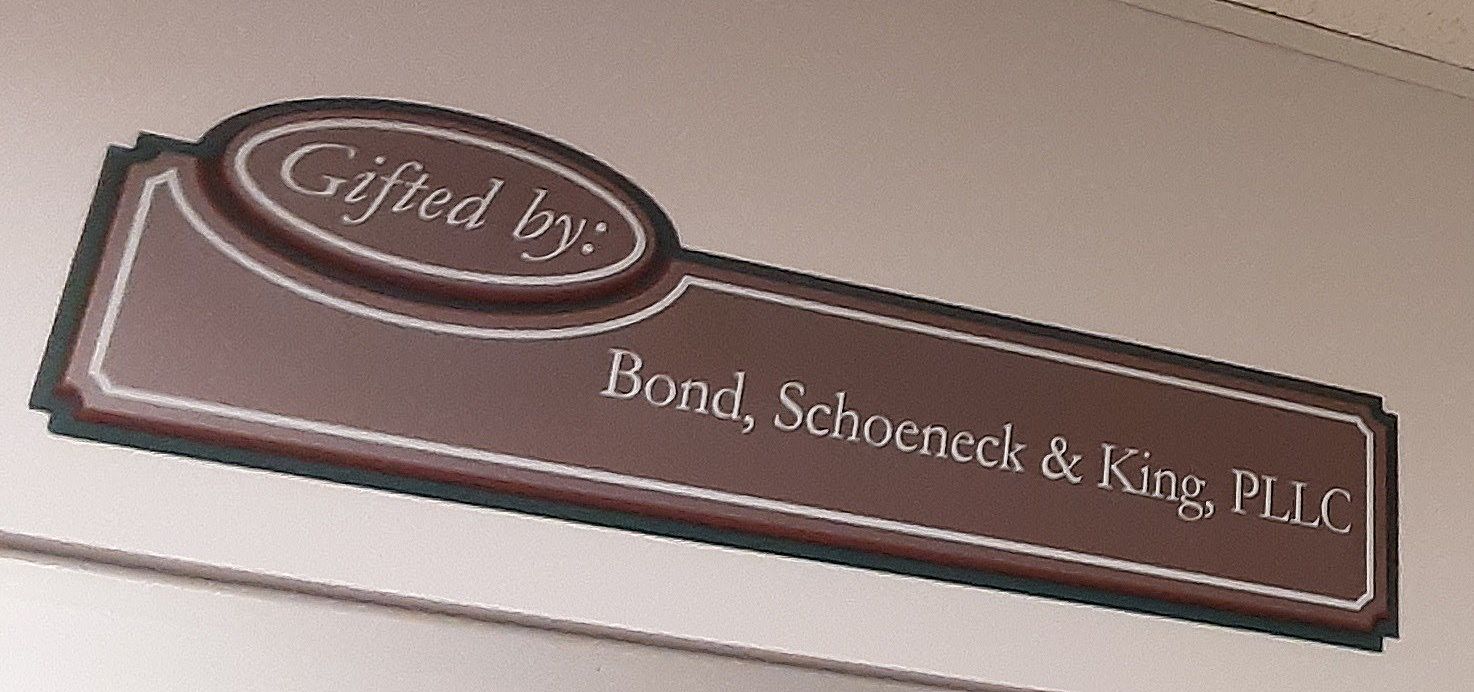 Gifted by:
Bond, Schoeneck & King, PLLC